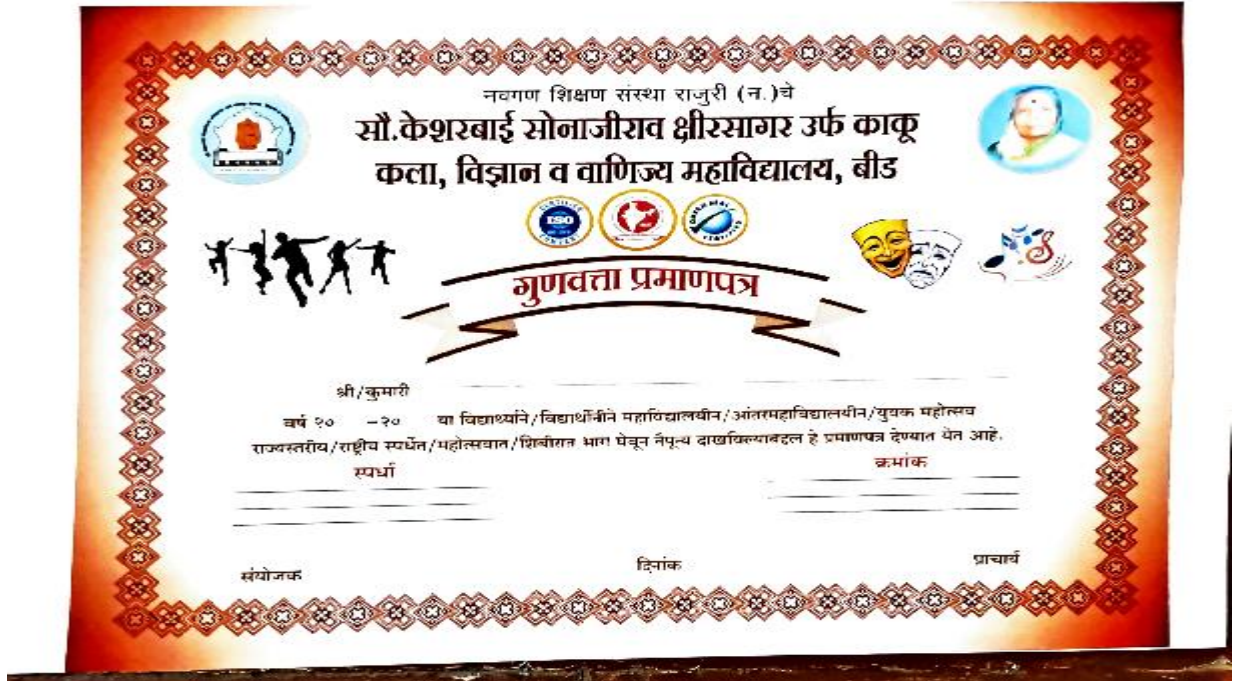 नवगण शिक्षण संस्था राजुरी (न.)चे
सौ.केशरबाई सोनाजीराव क्षीरसागर उर्फ काकू
कला, विज्ञान व वाणिज्य महाविद्यालय, बीड
ISO
गुणवत्ता प्रमाणपत्र
श्री/कुमारी
वर्ष २० –२० या विद्यार्थ्याने/विद्यार्थीनीने महाविद्यालयीन/आंतरमहाविद्यालयीन/युवक महोत्सव
राज्यस्तरीय/राष्ट्रीय स्पर्धेत/महोत्सवात/शिबीरात भाग घेवून नैपून्य दाखविल्याबद्दल हे प्रमाणपत्र देण्यात येत आहे.
स्पर्धा क्रमांक
संयोजक दिनांक प्राचार्य